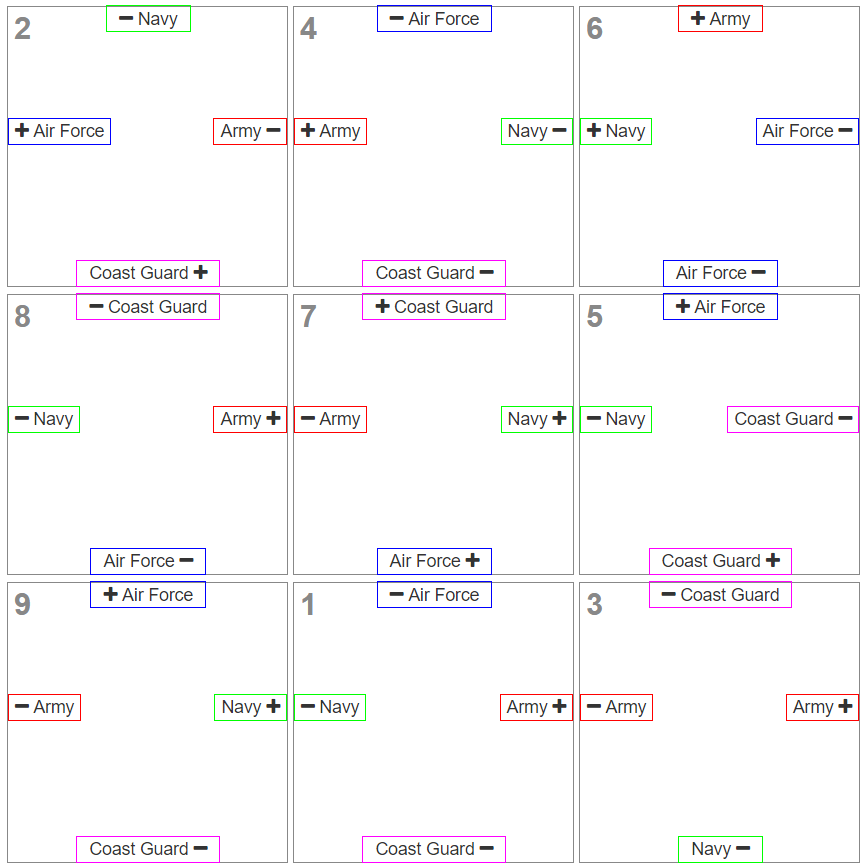 2 − Navy 4 − Air Force 6 + Army
+ Air Force Army − + Army Navy − + Navy Air Force −
Coast Guard + Coast Guard − Air Force −
8 − Coast Guard 7 + Coast Guard 5 + Air Force
− Navy Army + − Army Navy + − Navy Coast Guard −
Air Force − Air Force + Coast Guard +
9 + Air Force 1 − Air Force 3 − Coast Guard
− Army Navy + − Navy Army + − Army Army +
Coast Guard − Coast Guard − Navy −